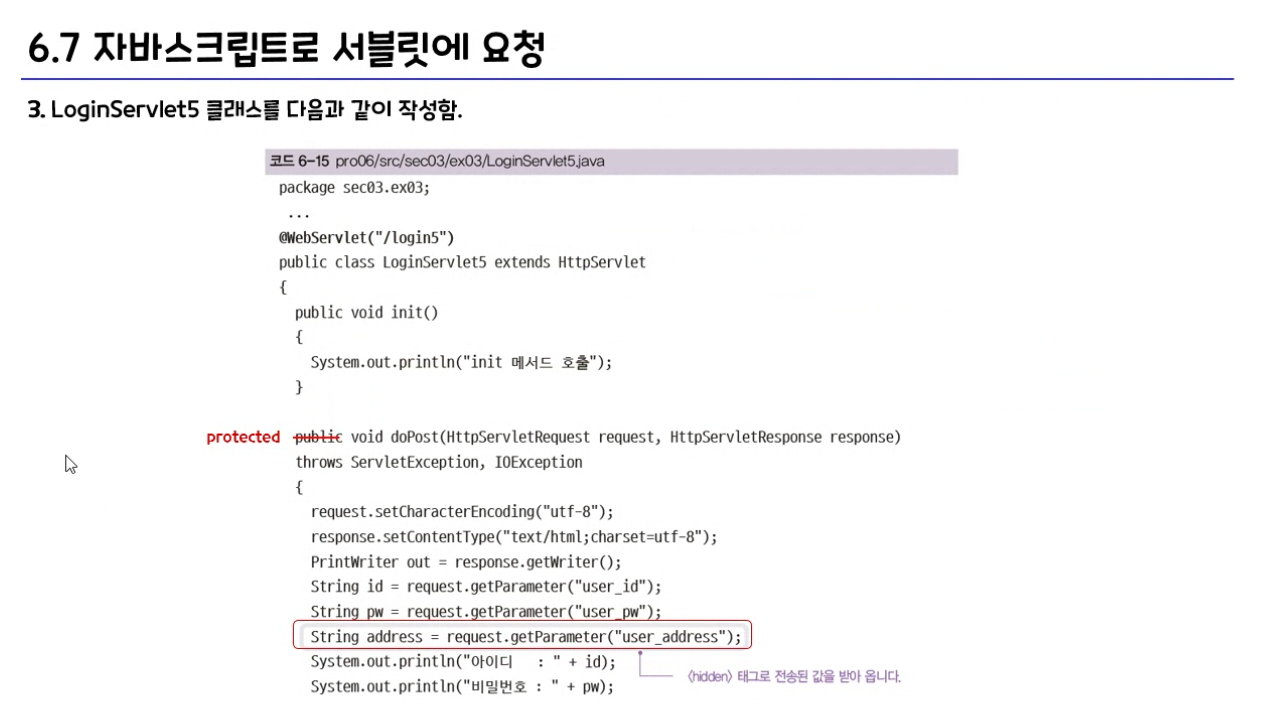 6.7 자바스크립트로 서블릿에 요청
3. LoginServlet5 클래스를 다음과 같이 작성함.
코드 6-15 pro06/src/sec03/ex03/LoginServlet5.java
package sec03.ex03;
...
@WebServlet("/login5")
public class LoginServlet5 extends HttpServlet
{
public void init()
{
System.out.println("init 메서드 호출");
}
protected public void doPost(HttpServletRequest request, HttpServletResponse response)
throws ServletException, IOException
{
request.setCharacterEncoding("utf-8");
response.setContentType("text/html;charset=utf-8");
PrintWriter out = response.getWriter();
String id = request.getParameter("user_id");
String pw = request.getParameter("user_pw");
String address = request.getParameter("user_address");
System.out.println("아이디   : " + id);
<hidden> 태그로 전송된 값을 받아 옵니다.
System.out.println("비밀번호 : " + pw);